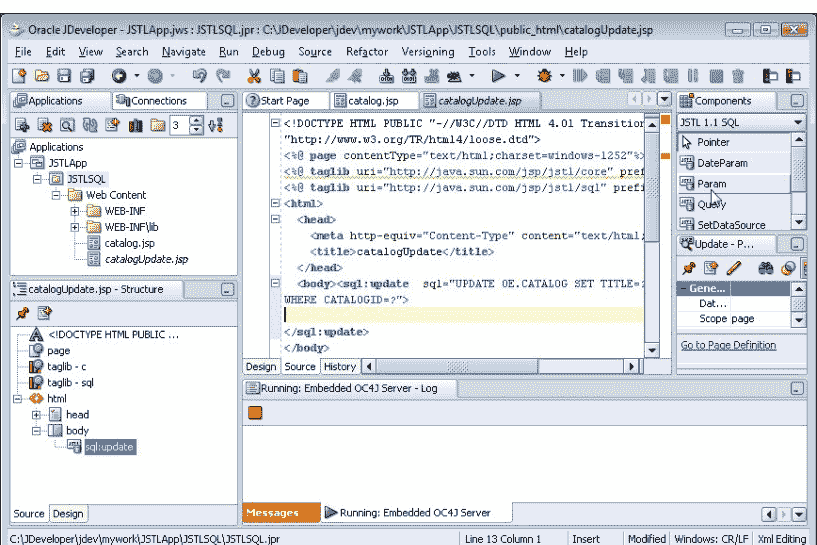 Oracle JDeveloper - JSTLApp.jws : JSTLSQL.jpr : C:\JDeveloper\jdev\mywork\JSTLApp\JSTLSQL\public_html\catalogUpdate.jsp
File Edit View Search Navigate Run Debug Source Refactor Versioning Tools Window Help
Applications Connections
3
Applications
JSTLApp
JSTLSQL
Web Content
WEB-INF
WEB-INF\lib
catalog.jsp
catalogUpdate.jsp
catalogUpdate.jsp - Structure
<!DOCTYPE HTML PUBLIC ...
page
taglib - c
taglib - sql
html
head
body
sql:update
Source Design
Start Page catalog.jsp catalogUpdate.jsp
<!DOCTYPE HTML PUBLIC "-//W3C//DTD HTML 4.01 Transition
"http://www.w3.org/TR/html4/loose.dtd">
<%@ page contentType="text/html;charset=windows-1252"%>
<%@ taglib uri="http://java.sun.com/jsp/jstl/core" pref
<%@ taglib uri="http://java.sun.com/jsp/jstl/sql" prefi
<html>
<head>
<meta http-equiv="Content-Type" content="text/html;
<title>catalogUpdate</title>
</head>
<body><sql:update sql="UPDATE OE.CATALOG SET TITLE=?
WHERE CATALOGID=?">
</sql:update>
</body>
Design Source History
Components
JSTL 1.1 SQL
Pointer
DateParam
Param
Query
SetDataSource
Update - P...
Gene...
Dat...
Scope page
Go to Page Definition
Running: Embedded OC4J Server - Log
Messages Running: Embedded OC4J Server
C:\JDeveloper\jdev\mywork\JSTLApp\JSTLSQL\JSTLSQL.jpr Line 13 Column 1 Insert Modified Windows: CR/LF Xml Editing